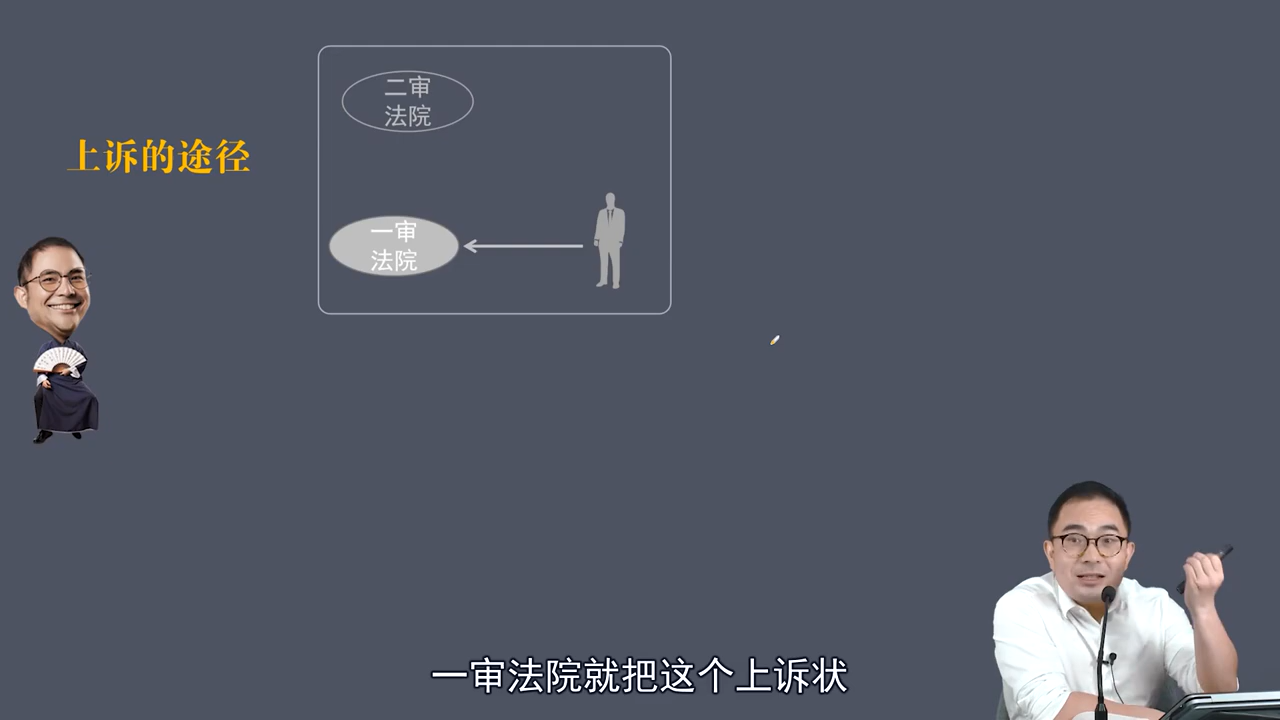 二审
法院
上诉的途径
一审
法院
一审法院就把这个上诉状